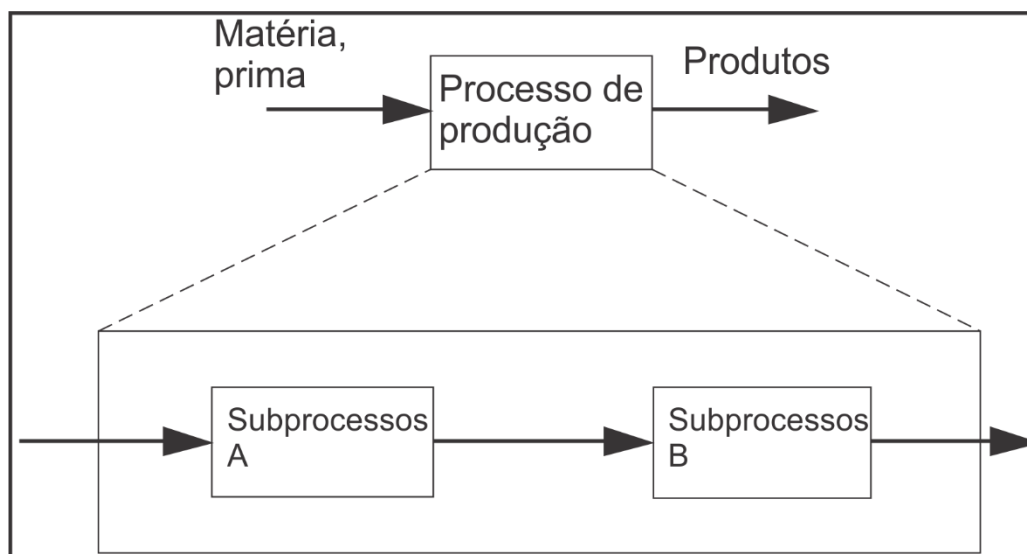 Matéria,
prima
Processo de
produção
Produtos
Subprocessos
A
Subprocessos
B